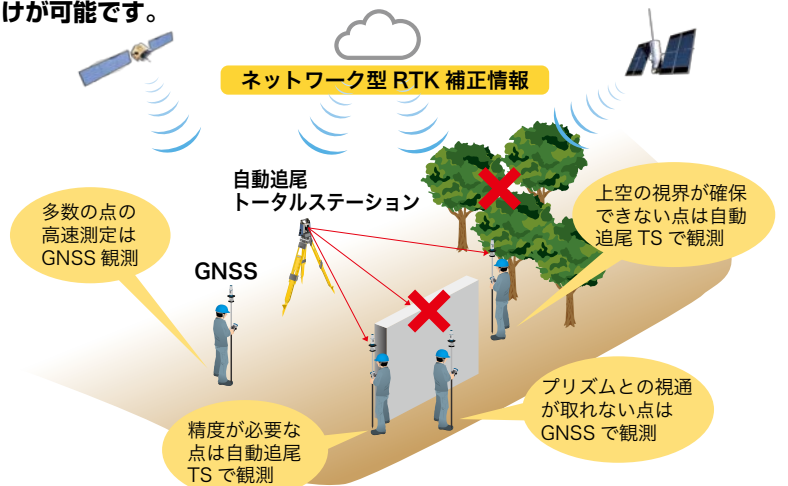 けが可能です。
ネットワーク型 RTK 補正情報
自動追尾
トータルステーション
上空の視界が確保
できない点は自動
追尾 TS で観測
多数の点の
高速測定は
GNSS 観測
GNSS
プリズムとの視通
が取れない点は
GNSS で観測
精度が必要な
点は自動追尾
TS で観測